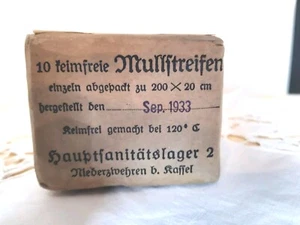 10 keimfreie Mullstreifen
einzeln abgepackt zu 200 × 20 cm
hergestellt den Sep. 1933
Keimfrei gemacht bei 120° C
Hauptsanitätslager 2
Niederzwehren b. Kassel